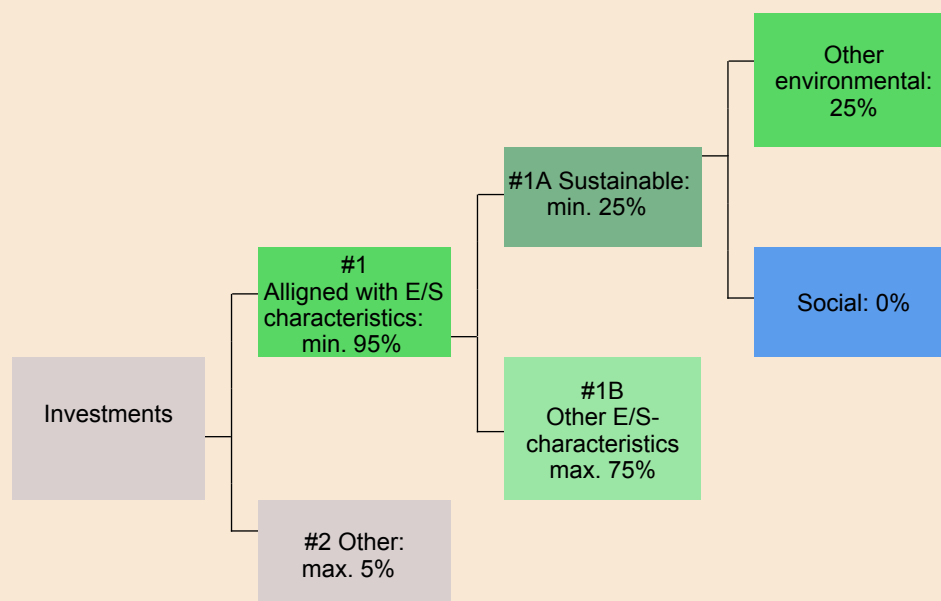 Investments
#1
Alligned with E/S
characteristics:
min. 95%
#2 Other:
max. 5%
#1A Sustainable:
min. 25%
#1B
Other E/S-
characteristics
max. 75%
Other
environmental:
25%
Social: 0%